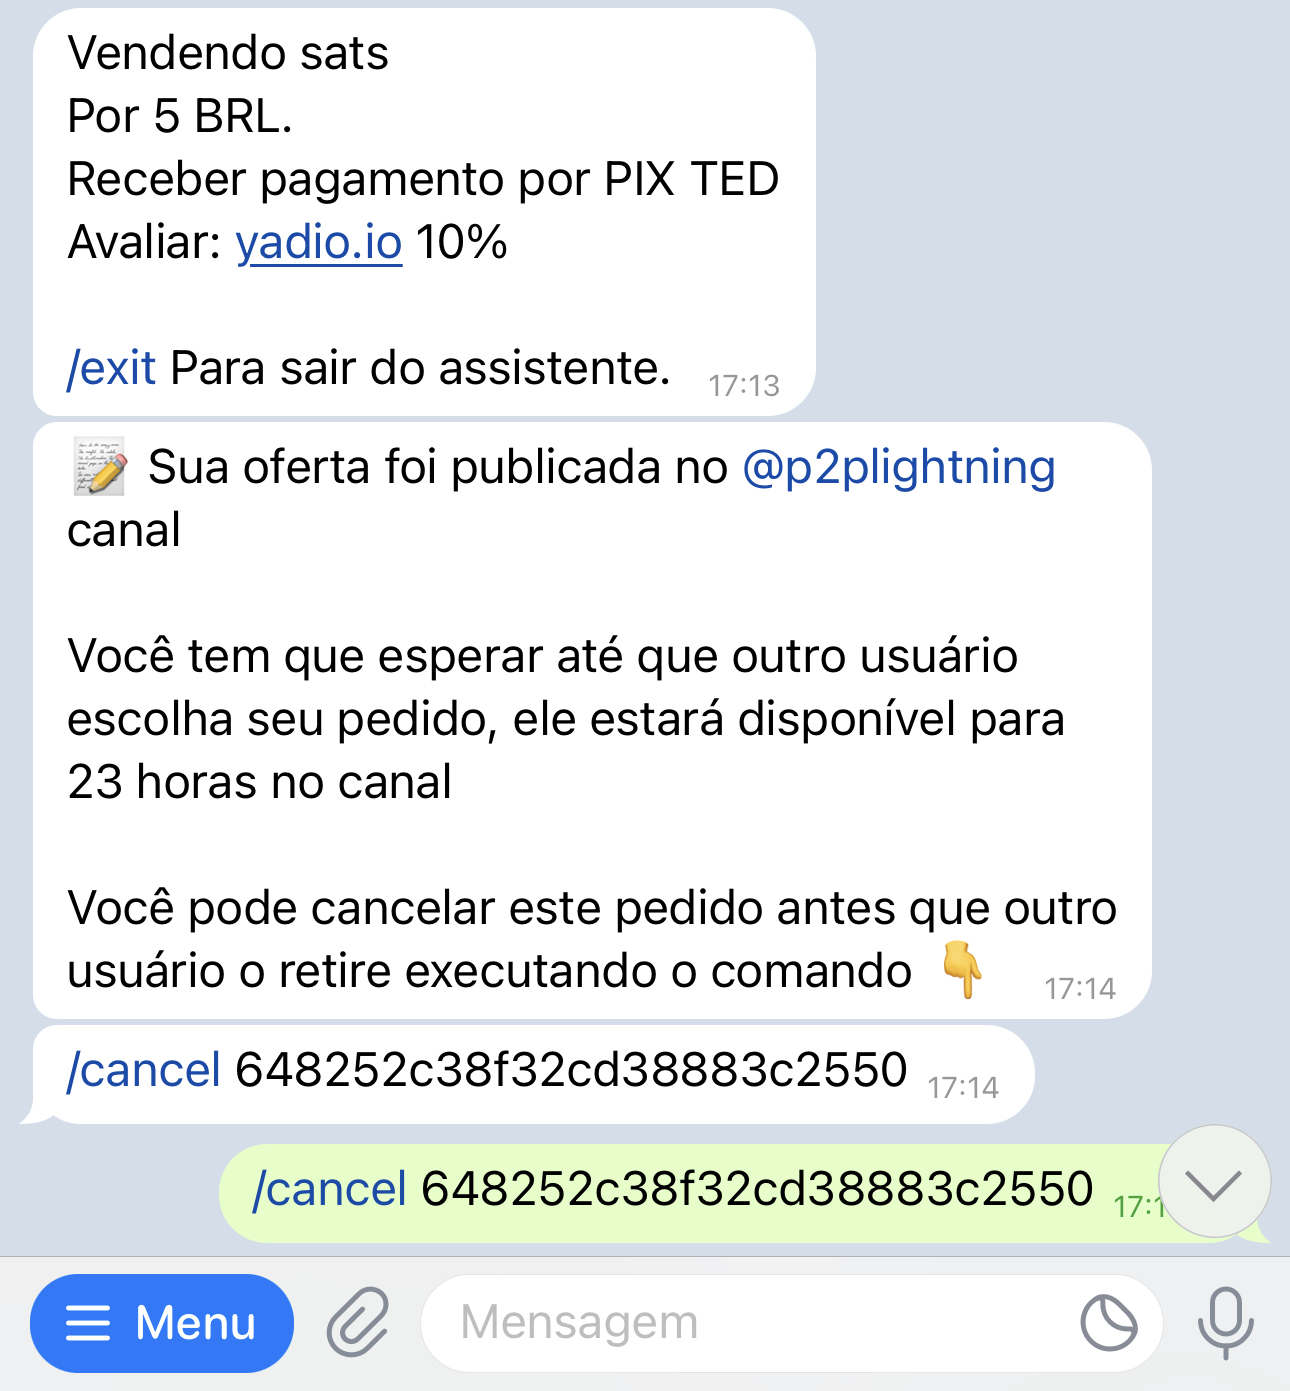 Vendendo sats
Por 5 BRL.
Receber pagamento por PIX TED
Avaliar: yadio.io 10%
/exit Para sair do assistente. 17:13
Sua oferta foi publicada no @p2plightning
canal
Você tem que esperar até que outro usuário
escolha seu pedido, ele estará disponível para
23 horas no canal
Você pode cancelar este pedido antes que outro
usuário o retire executando o comando 👇 17:14
/cancel 648252c38f32cd38883c2550 17:14
/cancel 648252c38f32cd38883c2550
Menu
Mensagem